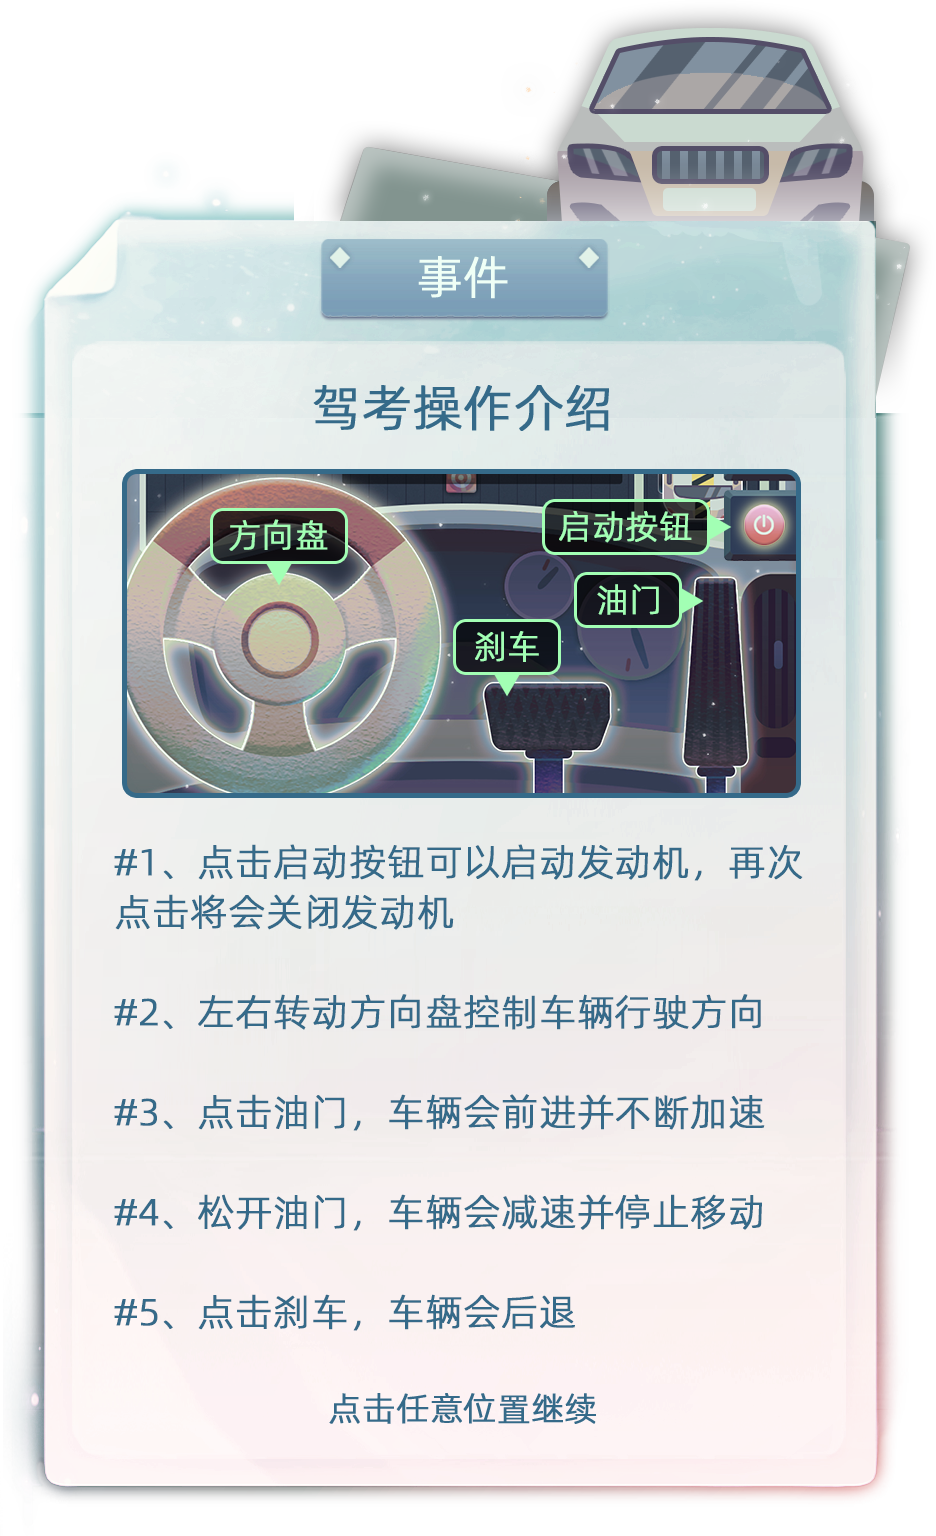 事件
驾考操作介绍
方向盘
启动按钮
油门
刹车
#1、点击启动按钮可以启动发动机，再次
点击将会关闭发动机
#2、左右转动方向盘控制车辆行驶方向
#3、点击油门，车辆会前进并不断加速
#4、松开油门，车辆会减速并停止移动
#5、点击刹车，车辆会后退
点击任意位置继续